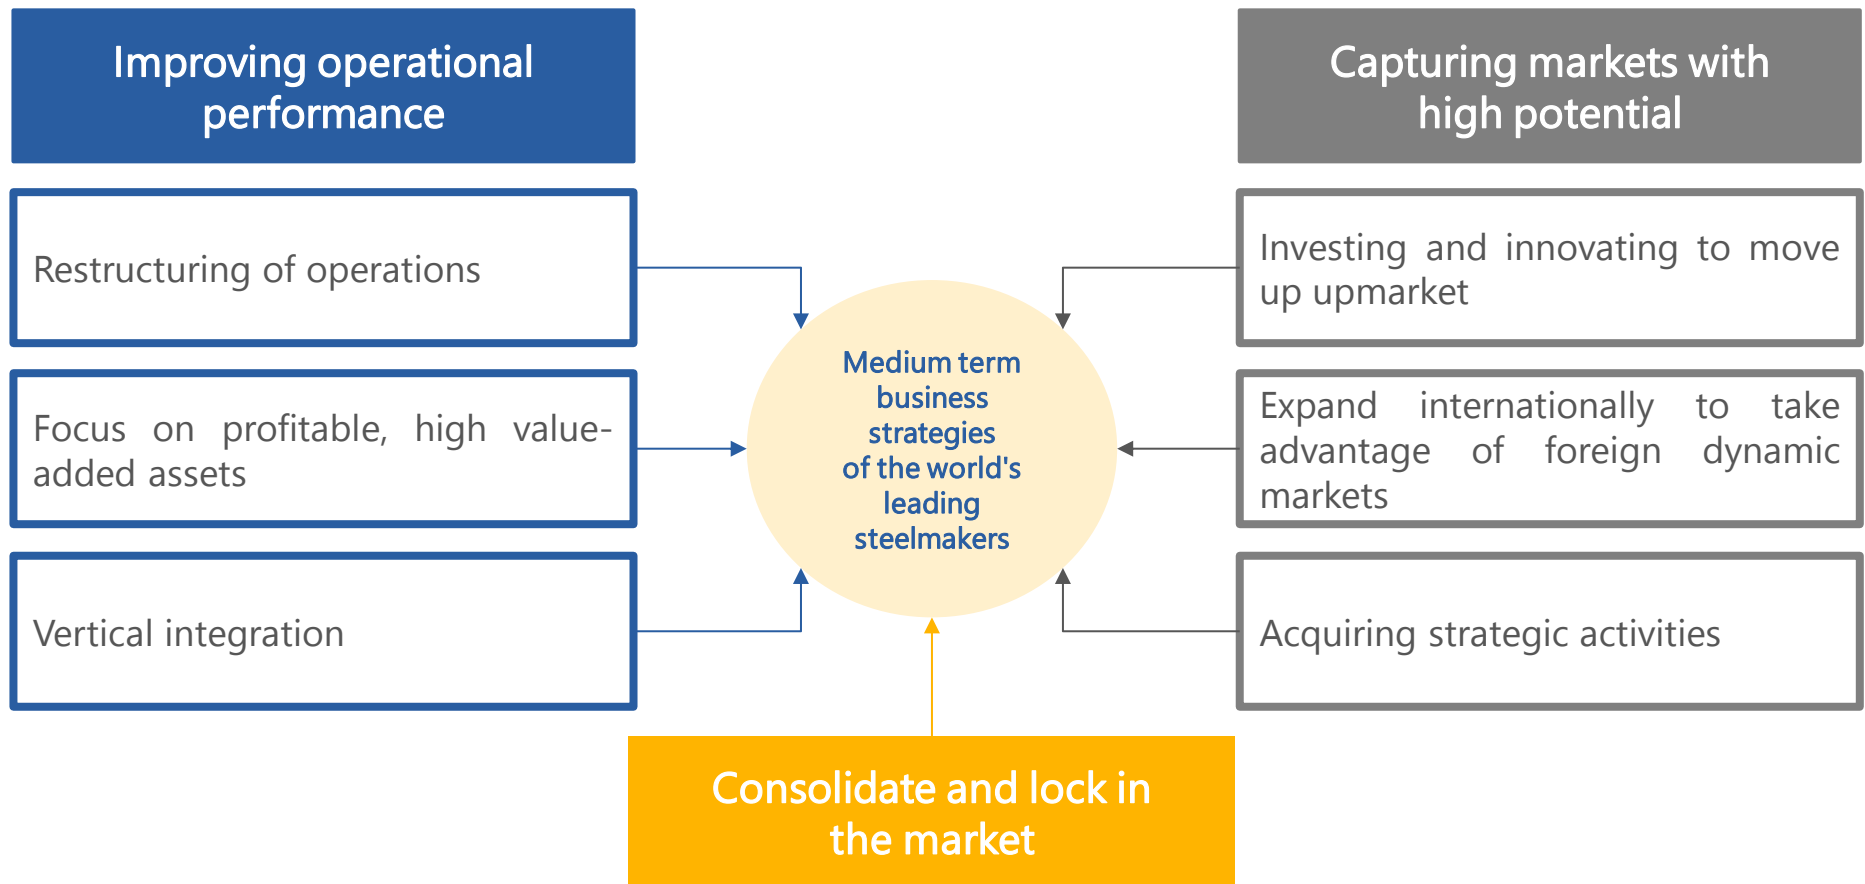 Improving operational
performance
Restructuring of operations
Focus on profitable, high value-
added assets
Vertical integration
Medium term
business
strategies
of the world's
leading
steelmakers
Capturing markets with
high potential
Investing and innovating to move
up upmarket
Expand internationally to take
advantage of foreign dynamic
markets
Acquiring strategic activities
Consolidate and lock in
the market